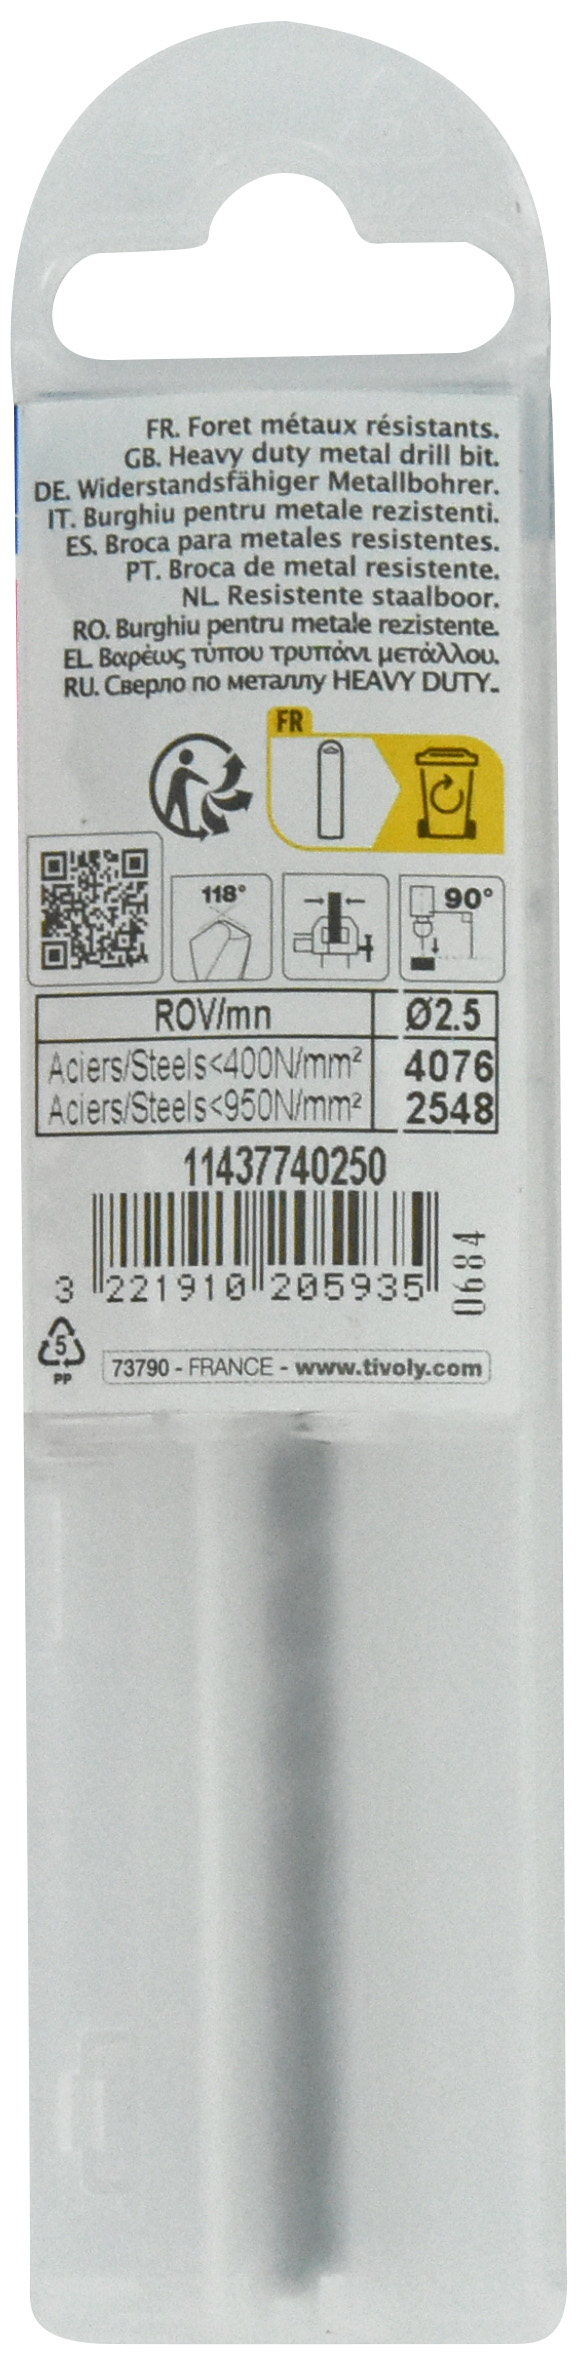 FR. Foret métaux résistants.
GB. Heavy duty metal drill bit.
DE. Widerstandsfähiger Metallbohrer.
IT. Burghiu pentru metale rezistenti.
ES. Broca para metales resistentes.
PT. Broca de metal resistente.
NL. Resistente staalboor.
RO. Burghiu pentru metale rezistente.
EL. Βαρέως τύπου τρυπάνι μετάλλου.
RU. Сверло по металлу HEAVY DUTY.
FR
118°
90°
ROV/mn Ø2.5
Aciers/Steels<400N/mm² 4076
Aciers/Steels<950N/mm² 2548
11437740250
3 221910 205935
0684
5
PP
73790 - FRANCE - www.tivoly.com